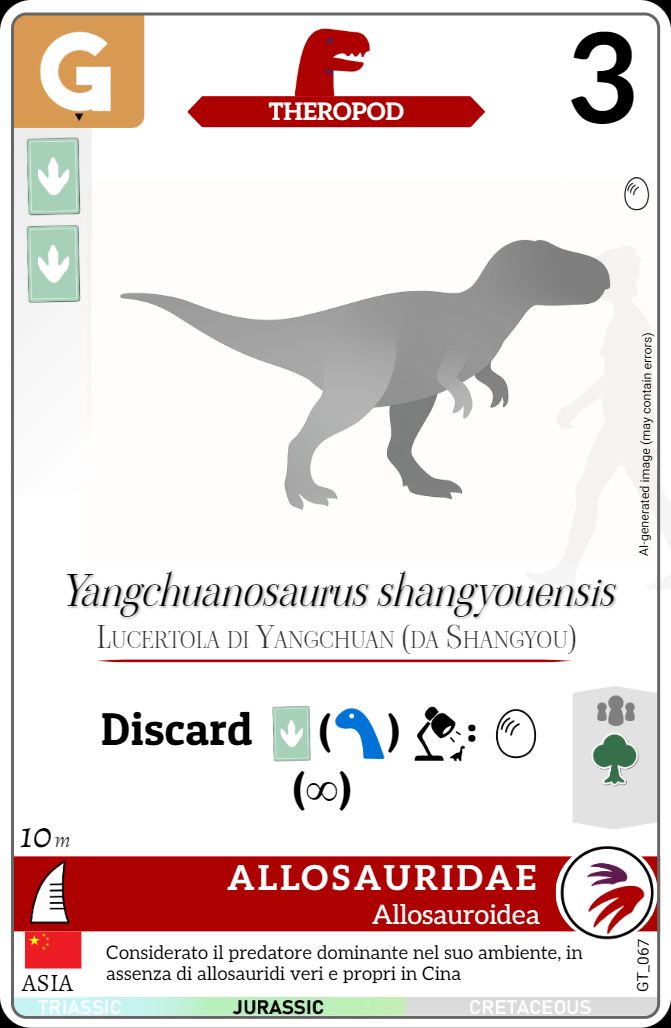 G
THEROPOD
3
AI-generated image (may contain errors)
Yangchuanosaurus shangyouensis
LUCERTOLA DI YANGCHUAN (DA SHANGYOU)
Discard ( ) : 
(∞)
10 m
ALLOSAURIDAE
Allosauroidea
ASIA
Considerato il predatore dominante nel suo ambiente, in
assenza di allosauridi veri e propri in Cina
GT_067
TRIASSIC JURASSIC CRETACEOUS